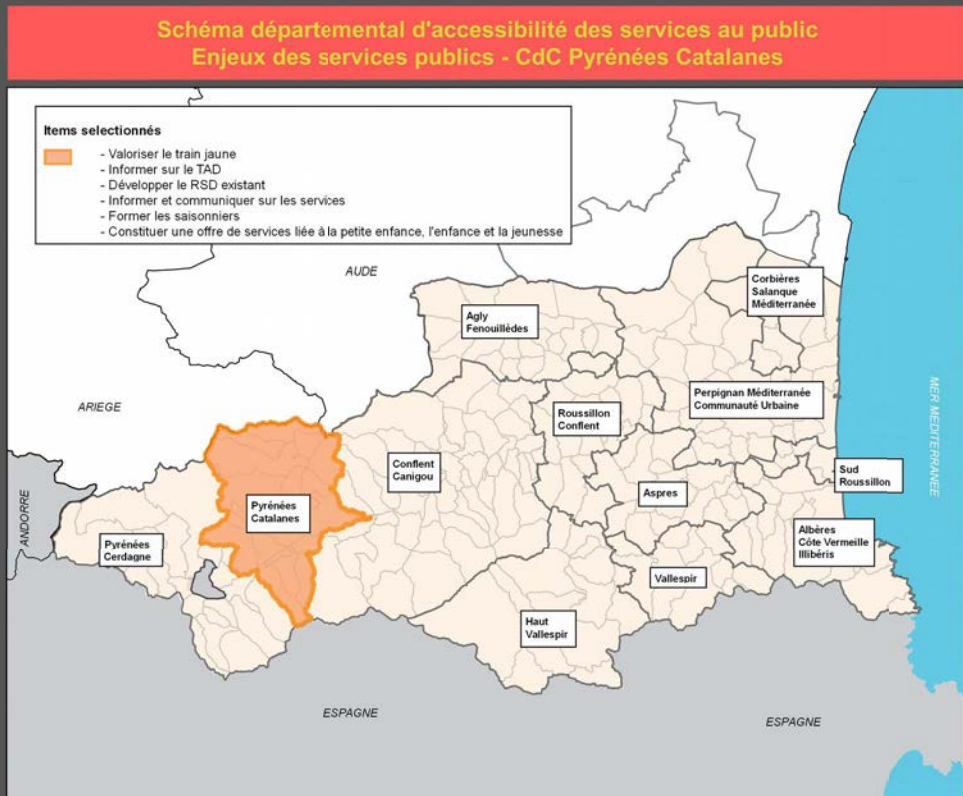 Schéma départemental d'accessibilité des services au public
Enjeux des services publics - CdC Pyrénées Catalanes
Items selectionnés
- Valoriser le train jaune
- Informer sur le TAD
- Développer le RSD existant
- Informer et communiquer sur les services
- Former les saisonniers
- Constituer une offre de services liée à la petite enfance, l'enfance et la jeunesse
AUDE
Corbières
Salanque
Méditerranée
Agly
Fenouillèdes
ARIEGE
Perpignan Méditerranée
Communauté Urbaine
MER MEDITERRANEE
Roussillon
Conflent
Conflent
Canigou
Sud
Roussillon
Aspres
ANDORRE
Pyrénées
Catalanes
Albères
Côte Vermeille
Illibéris
Pyrénées
Cerdagne
Vallespir
Haut
Vallespir
ESPAGNE
ESPAGNE